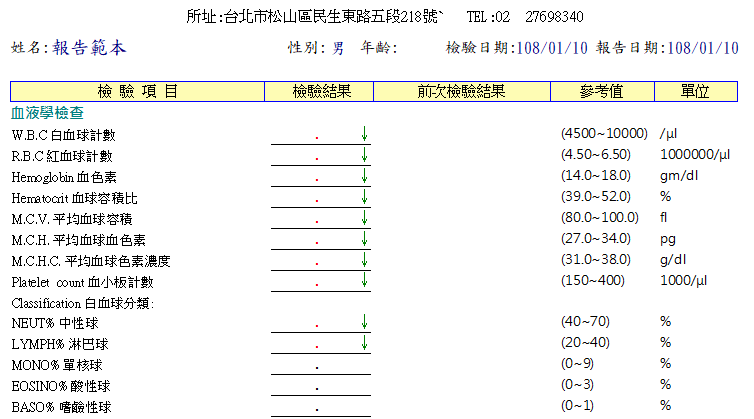 所址:台北市松山區民生東路五段218號` TEL:02 27698340
姓名:報告範本 性別: 男 年齡: 檢驗日期:108/01/10 報告日期:108/01/10
檢 驗 項 目 檢驗結果 前次檢驗結果 參考值 單位
血液學檢查
W.B.C 白血球計數 . ↓ (4500~10000) /μl
R.B.C 紅血球計數 . ↓ (4.50~6.50) 1000000/μl
Hemoglobin 血色素 . ↓ (14.0~18.0) gm/dl
Hematocrit 血球容積比 . ↓ (39.0~52.0) %
M.C.V. 平均血球容積 . ↓ (80.0~100.0) fl
M.C.H. 平均血球血色素 . ↓ (27.0~34.0) pg
M.C.H.C. 平均血球色素濃度 . ↓ (31.0~38.0) g/dl
Platelet count 血小板計數 . ↓ (150~400) 1000/μl
Classification 白血球分類:
NEUT% 中性球 . ↓ (40~70) %
LYMPH% 淋巴球 . ↓ (20~40) %
MONO% 單核球 . (0~9) %
EOSINO% 酸性球 . (0~3) %
BASO% 嗜鹼性球 . (0~1) %